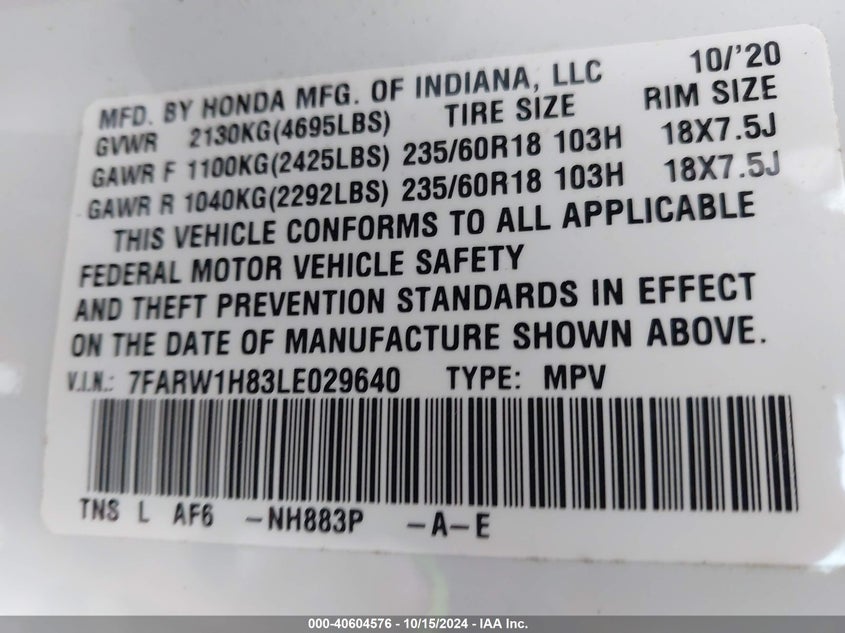 MFD. BY HONDA MFG. OF INDIANA, LLC 10/'20
GVWR 2130KG(4695LBS) TIRE SIZE RIM SIZE
GAWR F 1100KG(2425LBS) 235/60R18 103H 18X7.5J
GAWR R 1040KG(2292LBS) 235/60R18 103H 18X7.5J
THIS VEHICLE CONFORMS TO ALL APPLICABLE
FEDERAL MOTOR VEHICLE SAFETY
AND THEFT PREVENTION STANDARDS IN EFFECT
ON THE DATE OF MANUFACTURE SHOWN ABOVE.
V.I.N.: 7FARW1H83LE029640 TYPE: MPV
TNS L AF6 -NH883P -A-E
000-40604576 - 10/15/2024 - IAAI Inc.